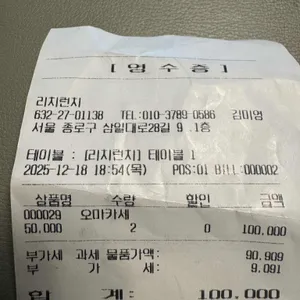 [ 영 수 증 ]
리치런지
632-27-01138 TEL:010-3789-0586 김미영
서울 종로구 삼일대로28길 9 .1층
테이블 : [리치런지] 테이블 1
2025-12-18 18:54(목) POS:01 BILL:000002
상품명 수량 할인 금액
000029 오마카세
50,000 2 0 100,000
부가세 과세 물품가액: 90,909
부 가 세: 9,091
합 계: 100,000